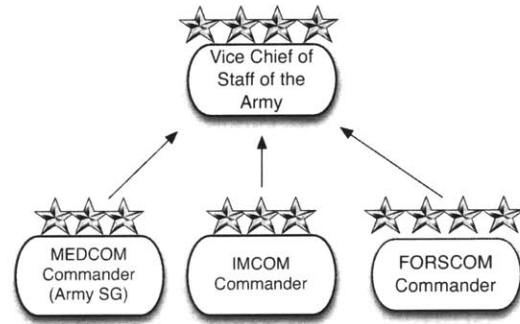 Vice Chief of
Staff of the
Army
MEDCOM
Commander
(Army SG)
IMCOM
Commander
FORSCOM
Commander